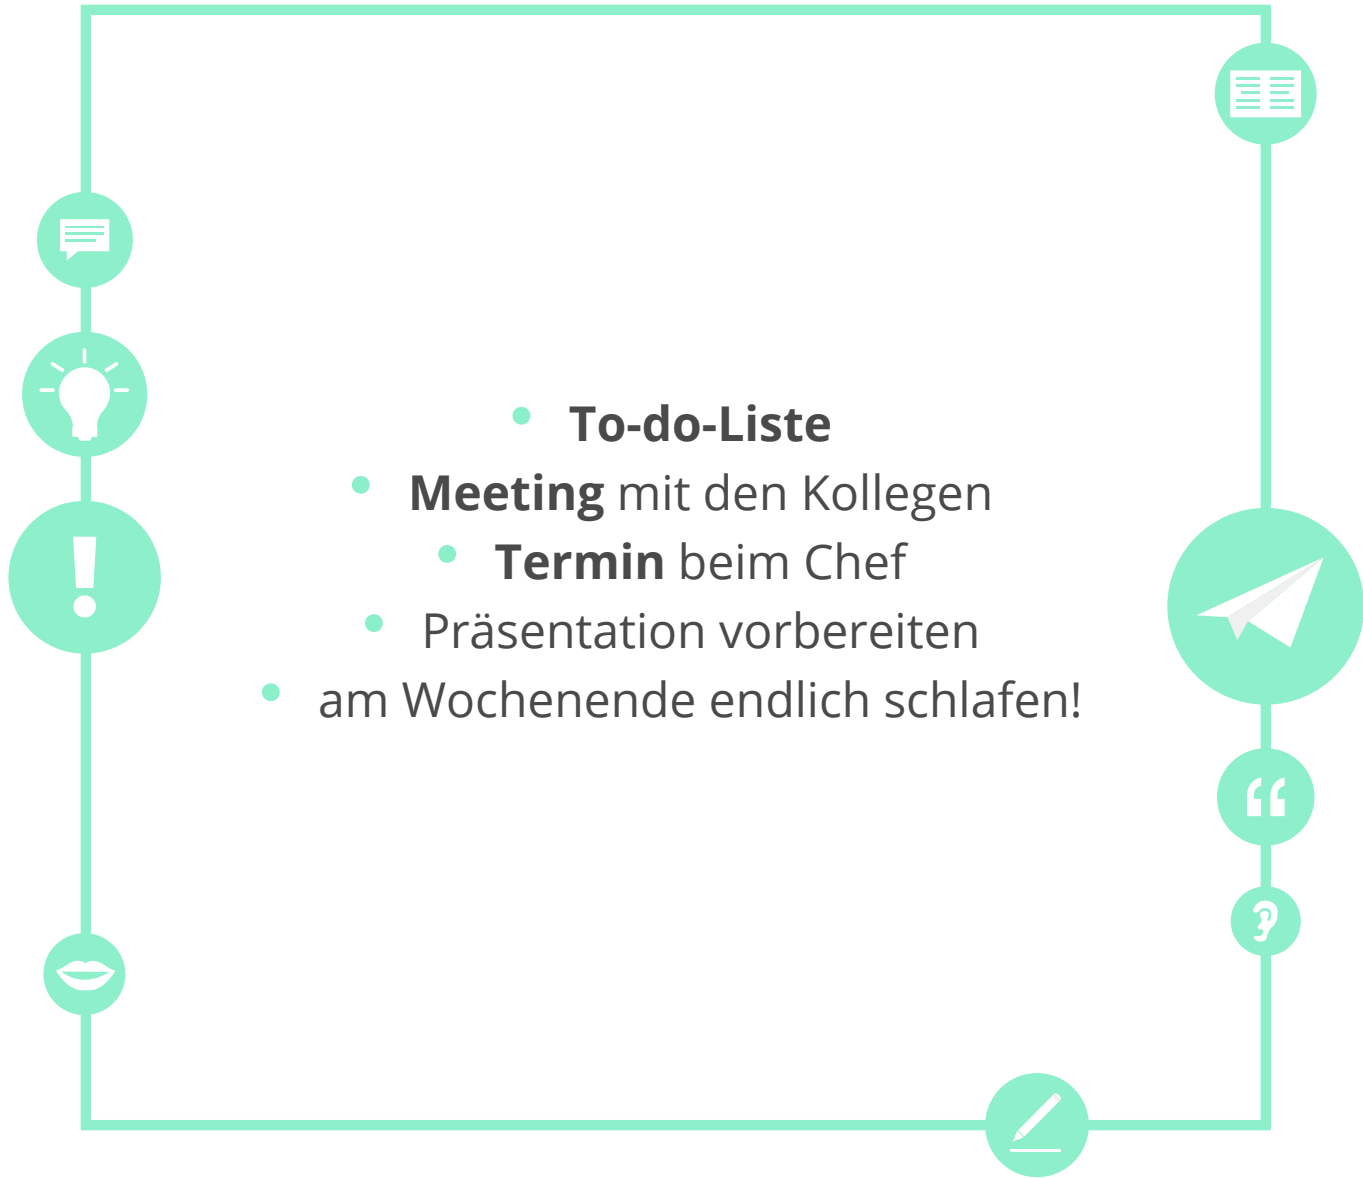 • To-do-Liste
• Meeting mit den Kollegen
• Termin beim Chef
• Präsentation vorbereiten
• am Wochenende endlich schlafen!